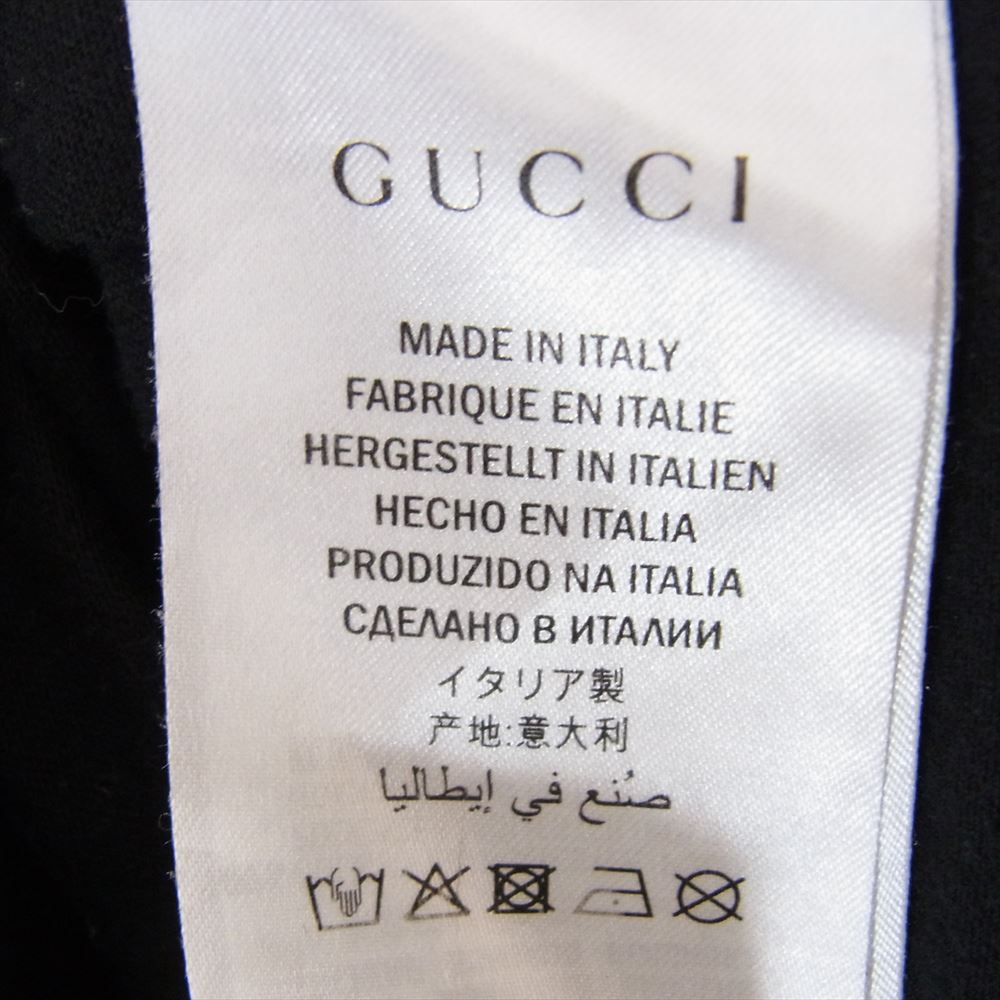 GUCCI
MADE IN ITALY
FABRIQUE EN ITALIE
HERGESTELLT IN ITALIEN
HECHO EN ITALIA
PRODUZIDO NA ITALIA
СДЕЛАНО В ИТАЛИИ
イタリア製
产地:意大利
صُنع في إيطاليا